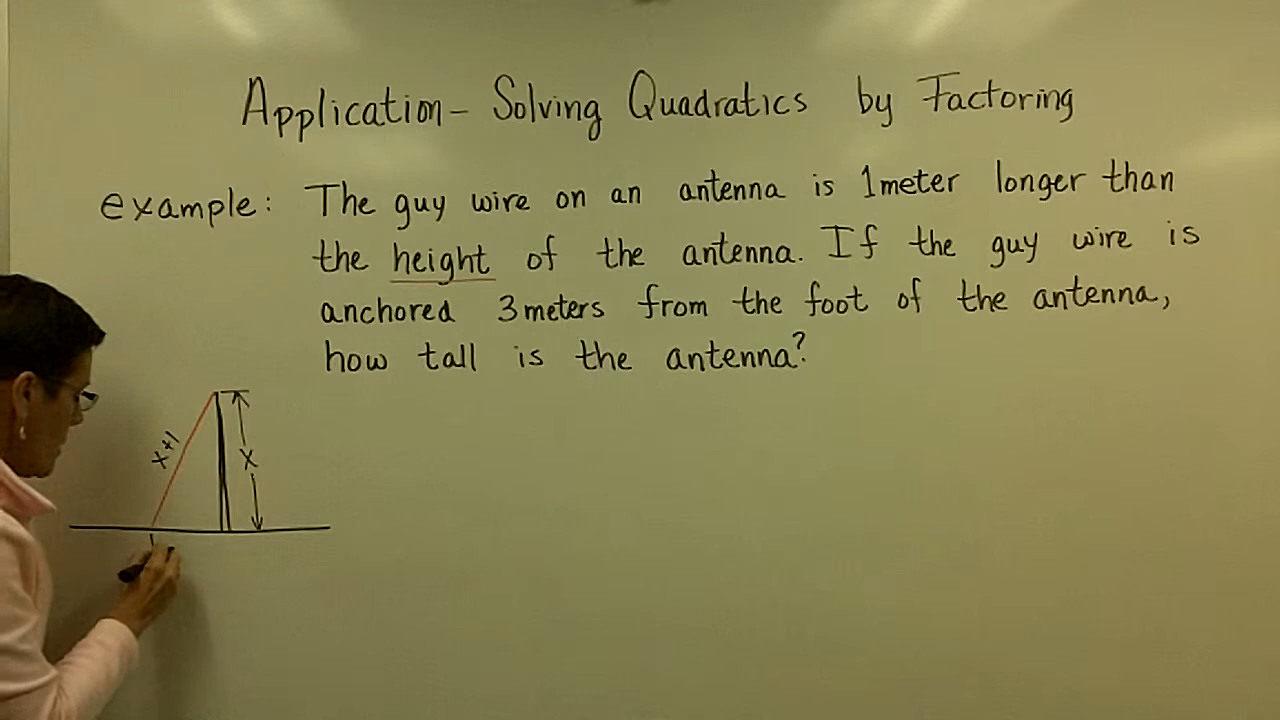 Application - Solving Quadratics by Factoring
example: The guy wire on an antenna is 1 meter longer than
the height of the antenna. If the guy wire is
anchored 3 meters from the foot of the antenna,
how tall is the antenna?
x+1
x